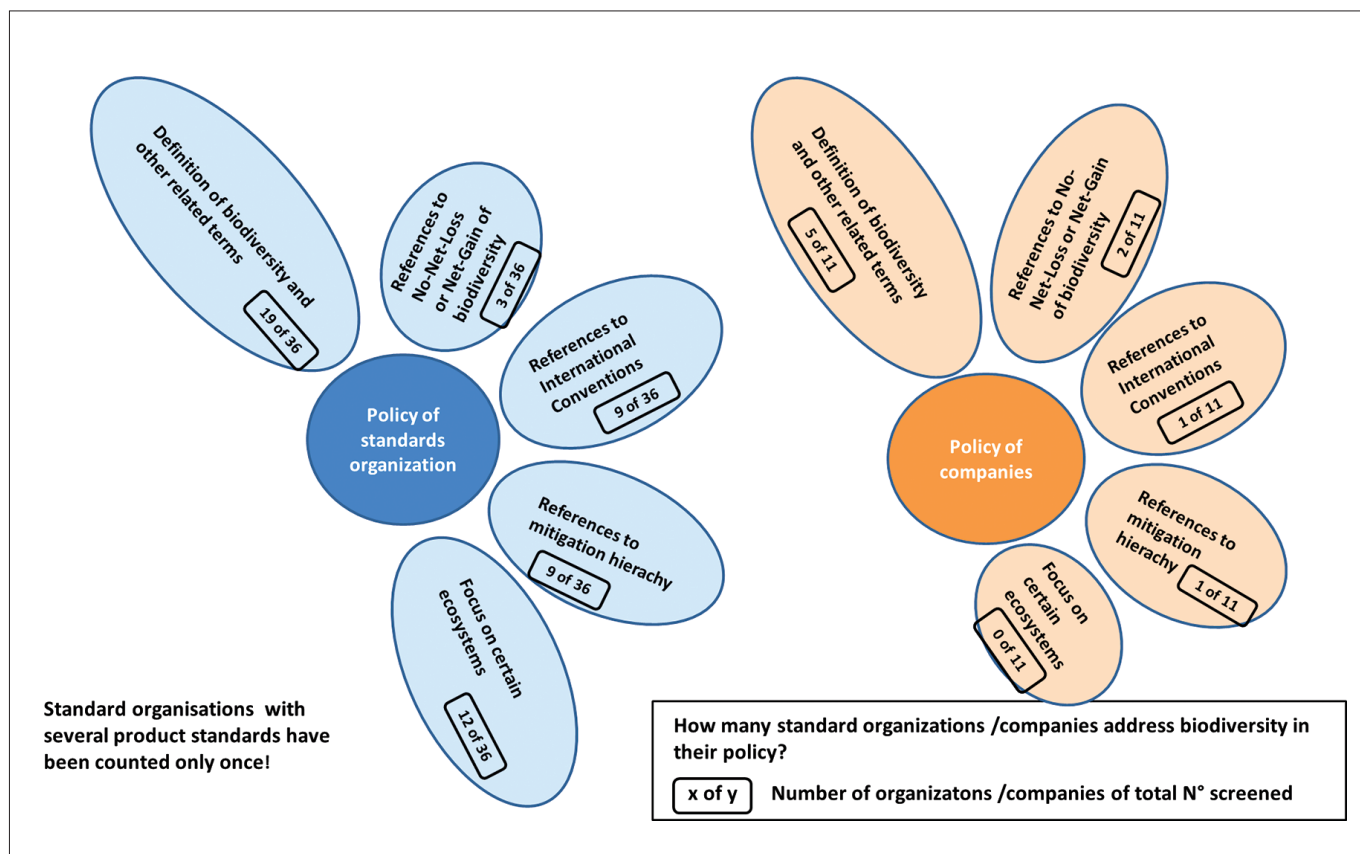 Definition of biodiversity and
other related terms
19 of 36
References to
No-Net-Loss
or Net-Gain of
biodiversity
3 of 36
References to
International
Conventions
9 of 36
References to
mitigation hierachy
9 of 36
Focus on certain
ecosystems
12 of 36
Policy of
standards
organization
Definition of biodiversity
and other related terms
5 of 11
References to No-
Net-Loss or Net-Gain
of biodiversity
2 of 11
References to
International
Conventions
1 of 11
References to
mitigation
hierachy
1 of 11
Focus on
certain
ecosystems
0 of 11
Policy of
companies
Standard organisations with
several product standards have
been counted only once!
How many standard organizations /companies address biodiversity in
their policy?
x of y Number of organizatons /companies of total N° screened